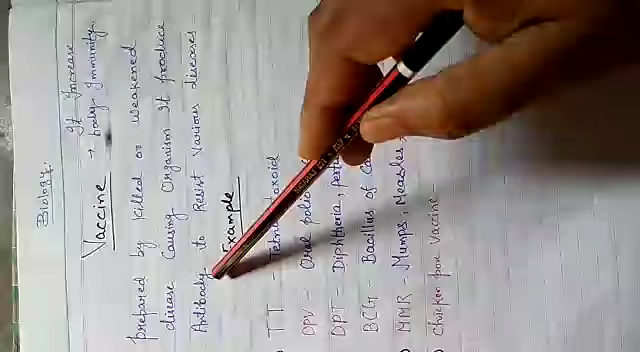 Biology.
It Increase
Vaccine → body Immunity.
prepared by killed or weakened
disease Causing Organism It produce
Antibody to Resist Various diseases
Example
TT - Tetnus toxoid
OPV - Oral polio
DPT - Diphtheria,
BCG - Bacillus of
MMR - Mumps, Measles,
Chicken pox Vaccine